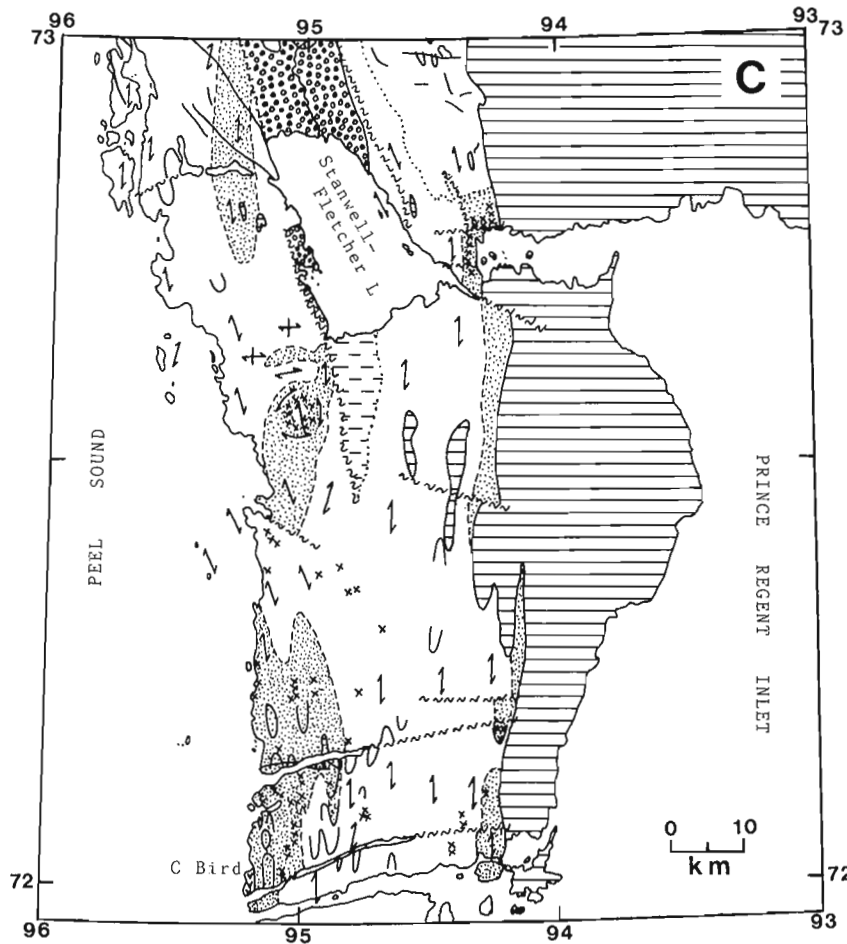 96
95
94
93
73
73
C
Stanwell-
Fletcher L
PEEL SOUND
PRINCE REGENT INLET
0 10
km
C Bird
72
72
96
95
94
93